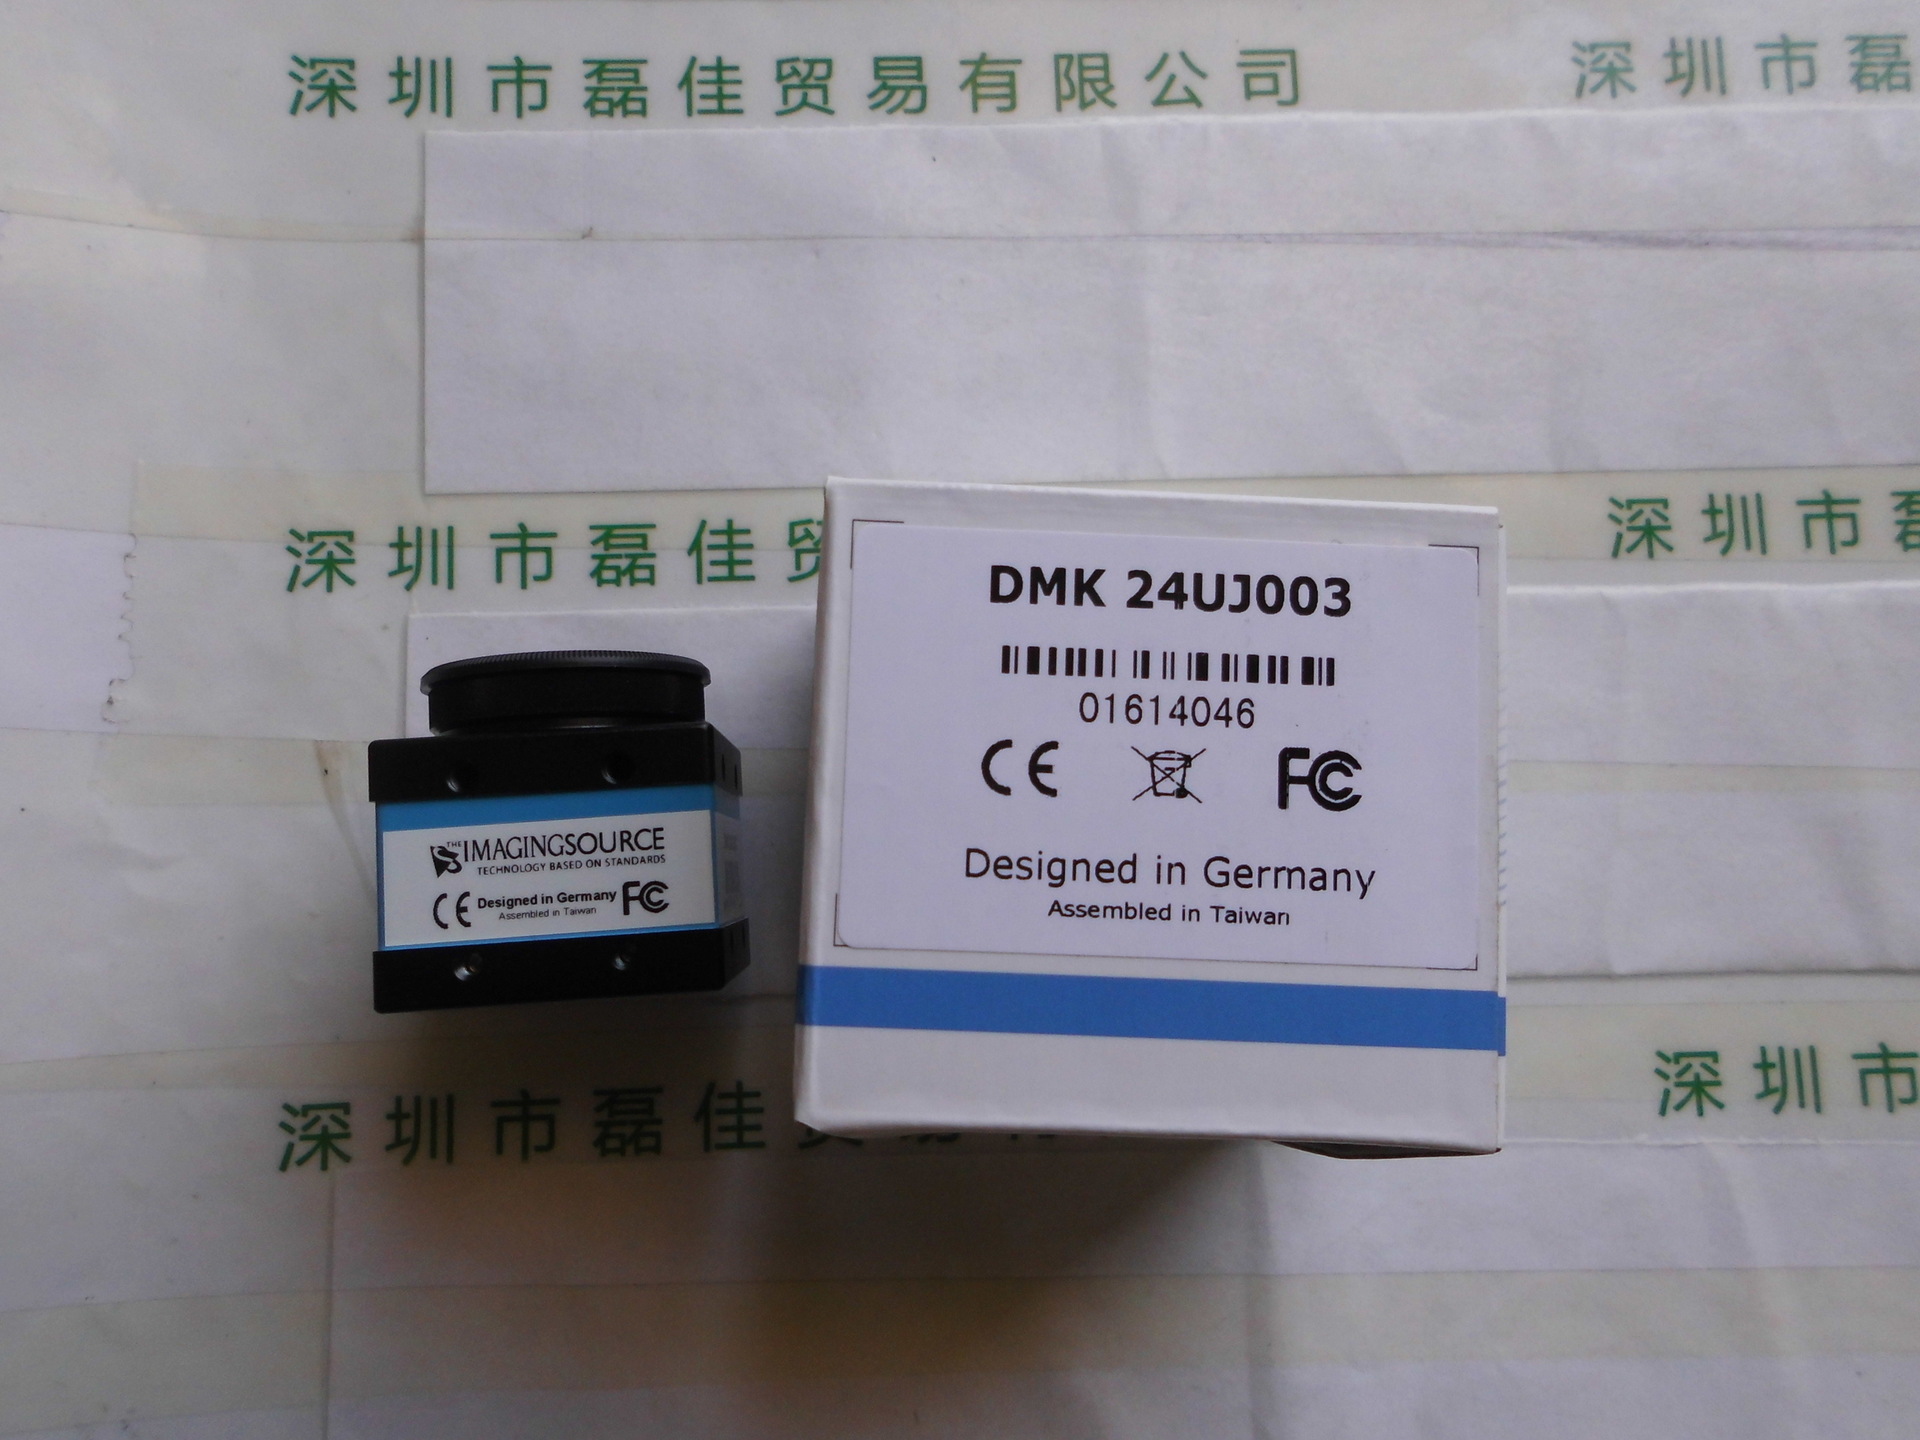 深圳市磊佳贸易有限公司
深圳市磊
深圳市磊佳贸
深圳市磊
DMK 24UJ003
01614046
CE FC
Designed in Germany
Assembled in Taiwan
THE IMAGINGSOURCE
TECHNOLOGY BASED ON STANDARDS
CE Designed in Germany FC
Assembled in Taiwan
深圳市磊佳贸易有
深圳市